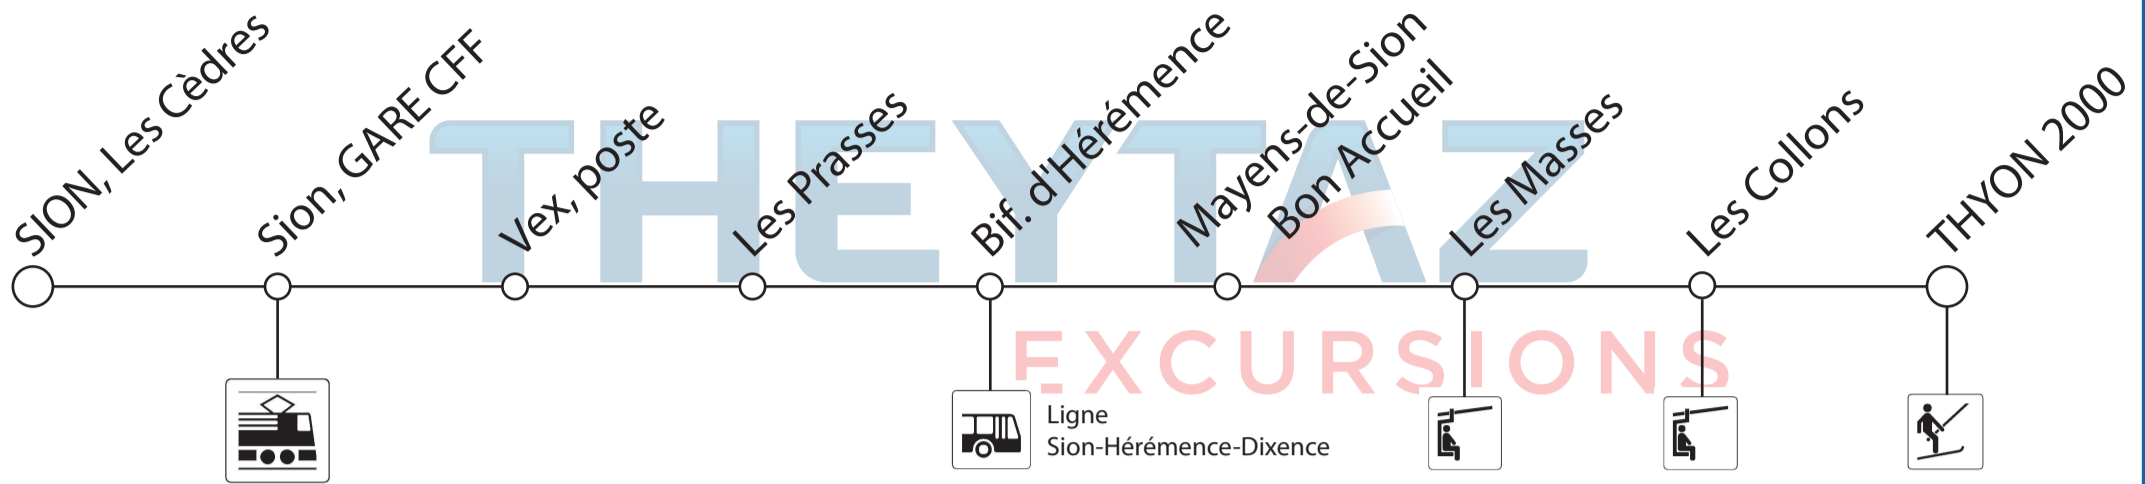 SION, Les Cèdres
Sion, GARE CFF
Vex, poste
Les Prasses
Bif. d'Hérémence
Mayens-de-Sion
Bon Accueil
Les Masses
Les Collons
THYON 2000
THEYTAZ
EXCURSIONS
Ligne
Sion-Hérémence-Dixence